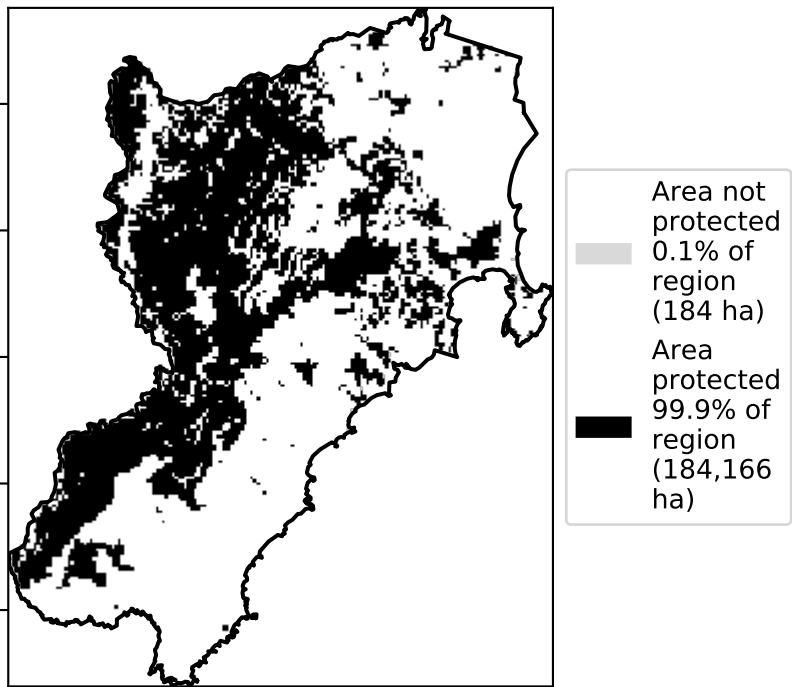 Area not
protected
0.1% of
region
(184 ha)
Area
protected
99.9% of
region
(184,166
ha)